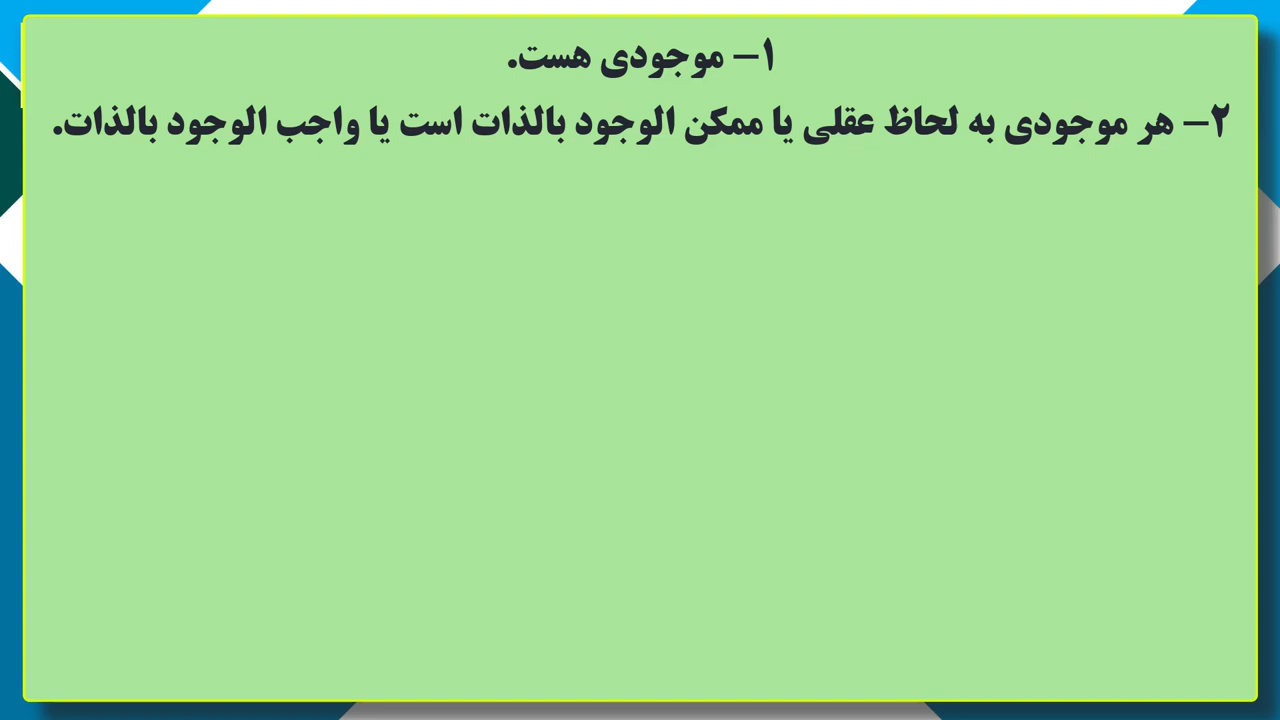 ۱– موجودی هست.
۲– هر موجودی به لحاظ عقلی یا ممکن الوجود بالذات است یا واجب الوجود بالذات.